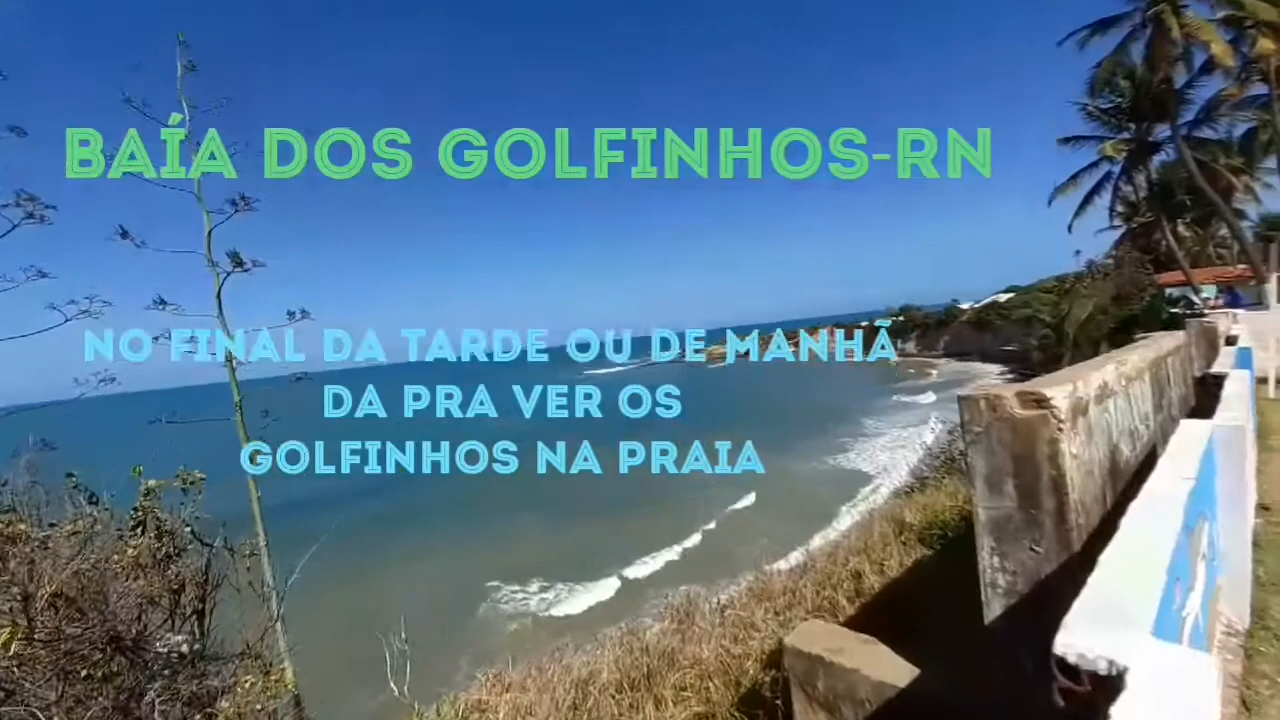 BAÍA DOS GOLFINHOS-RN
NO FINAL DA TARDE OU DE MANHÃ
DA PRA VER OS
GOLFINHOS NA PRAIA